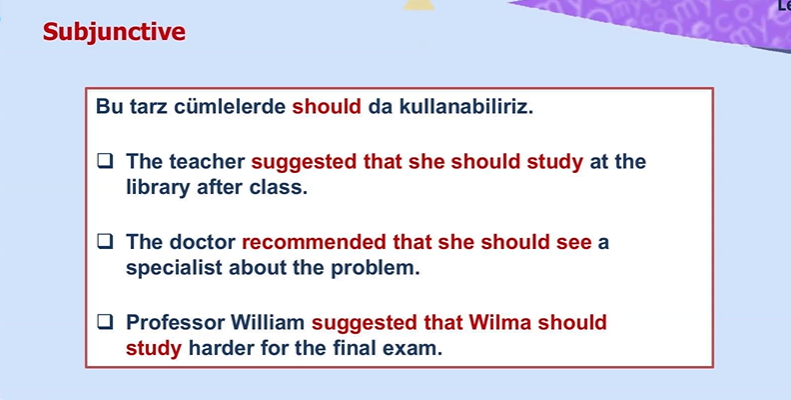 Le
Subjunctive
Bu tarz cümlelerde should da kullanabiliriz.
❑ The teacher suggested that she should study at the
library after class.
❑ The doctor recommended that she should see a
specialist about the problem.
❑ Professor William suggested that Wilma should
study harder for the final exam.